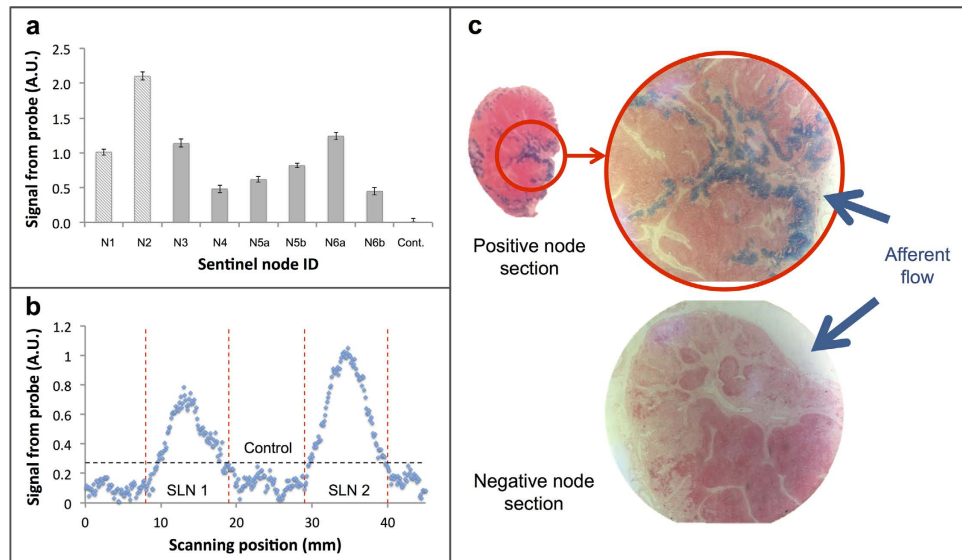 a
Signal from probe (A.U.)
2.5
2.0
1.5
1.0
0.5
0.0
N1 N2 N3 N4 N5a N5b N6a N6b Cont.
Sentinel node ID
b
Signal from probe (A.U.)
1.2
1
0.8
0.6
0.4
0.2
0
Control
SLN 1 SLN 2
0 10 20 30 40
Scanning position (mm)
c
Positive node
section
Afferent
flow
Negative node
section